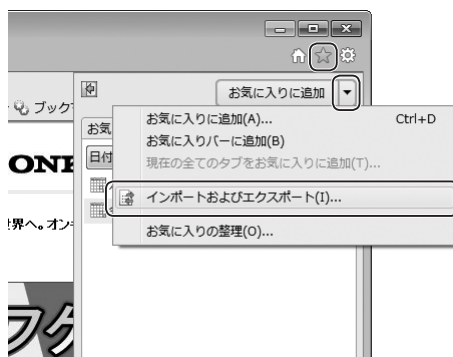 お気に入りに追加
ブック
お気に入りに追加(A)... Ctrl+D
お気
お気に入りバーに追加(B)
ONE
日付
現在の全てのタブをお気に入りに追加(T)...
インポートおよびエクスポート(I)...
世界へ。オン
お気に入りの整理(O)...
フク